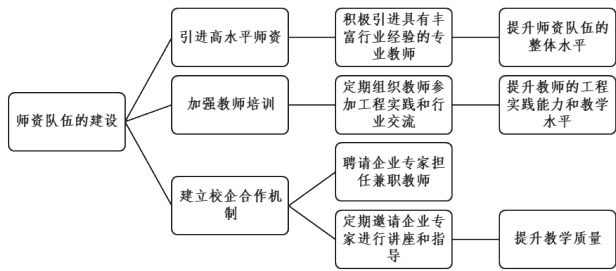 师资队伍的建设
引进高水平师资
积极引进具有丰
富行业经验的专
业教师
提升师资队伍的
整体水平
加强教师培训
定期组织教师参
加工程实践和行
业交流
提升教师的工程
实践能力和教学
水平
建立校企合作机
制
聘请企业专家担
任兼职教师
定期邀请企业专
家进行讲座和指
导
提升教学质量